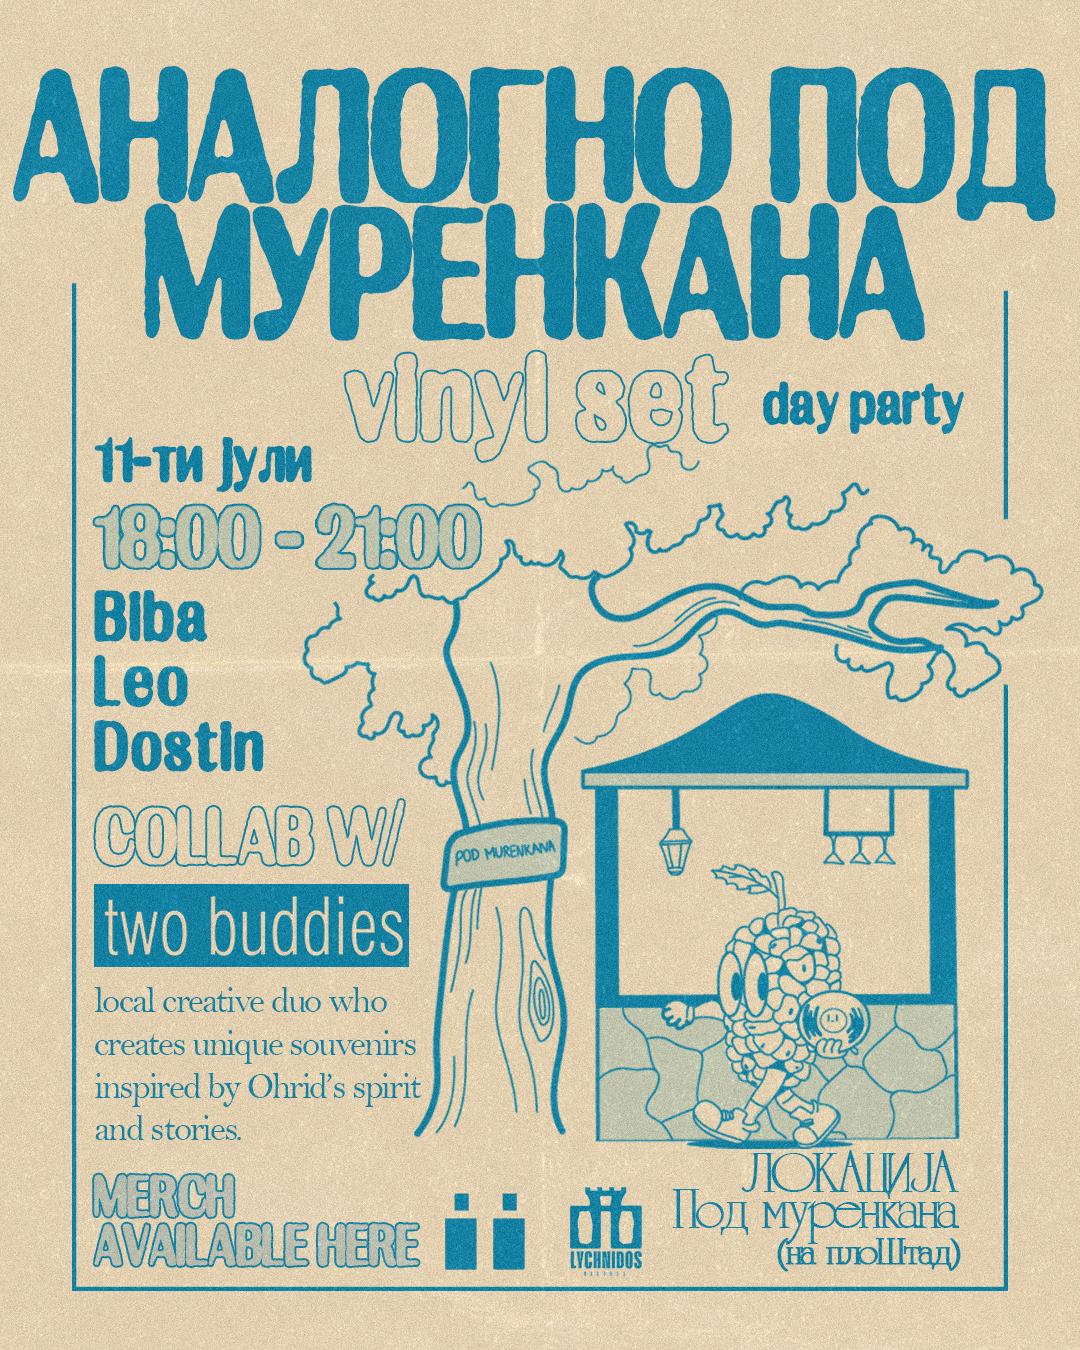 АНАЛОГНО ПОД
МУРЕНКАНА
vinyl set
day party
11-ти Јули
18:00 - 21:00
Biba
Leo
Dostin
COLLAB W/
two buddies
local creative duo who
creates unique souvenirs
inspired by Ohrid's spirit
and stories.
MERCH
AVAILABLE HERE
POD MURENKANA
LYCHNIDOS
RECORDS
ЛОКАЦИЈА
Под муренкана
(на плоШтад)